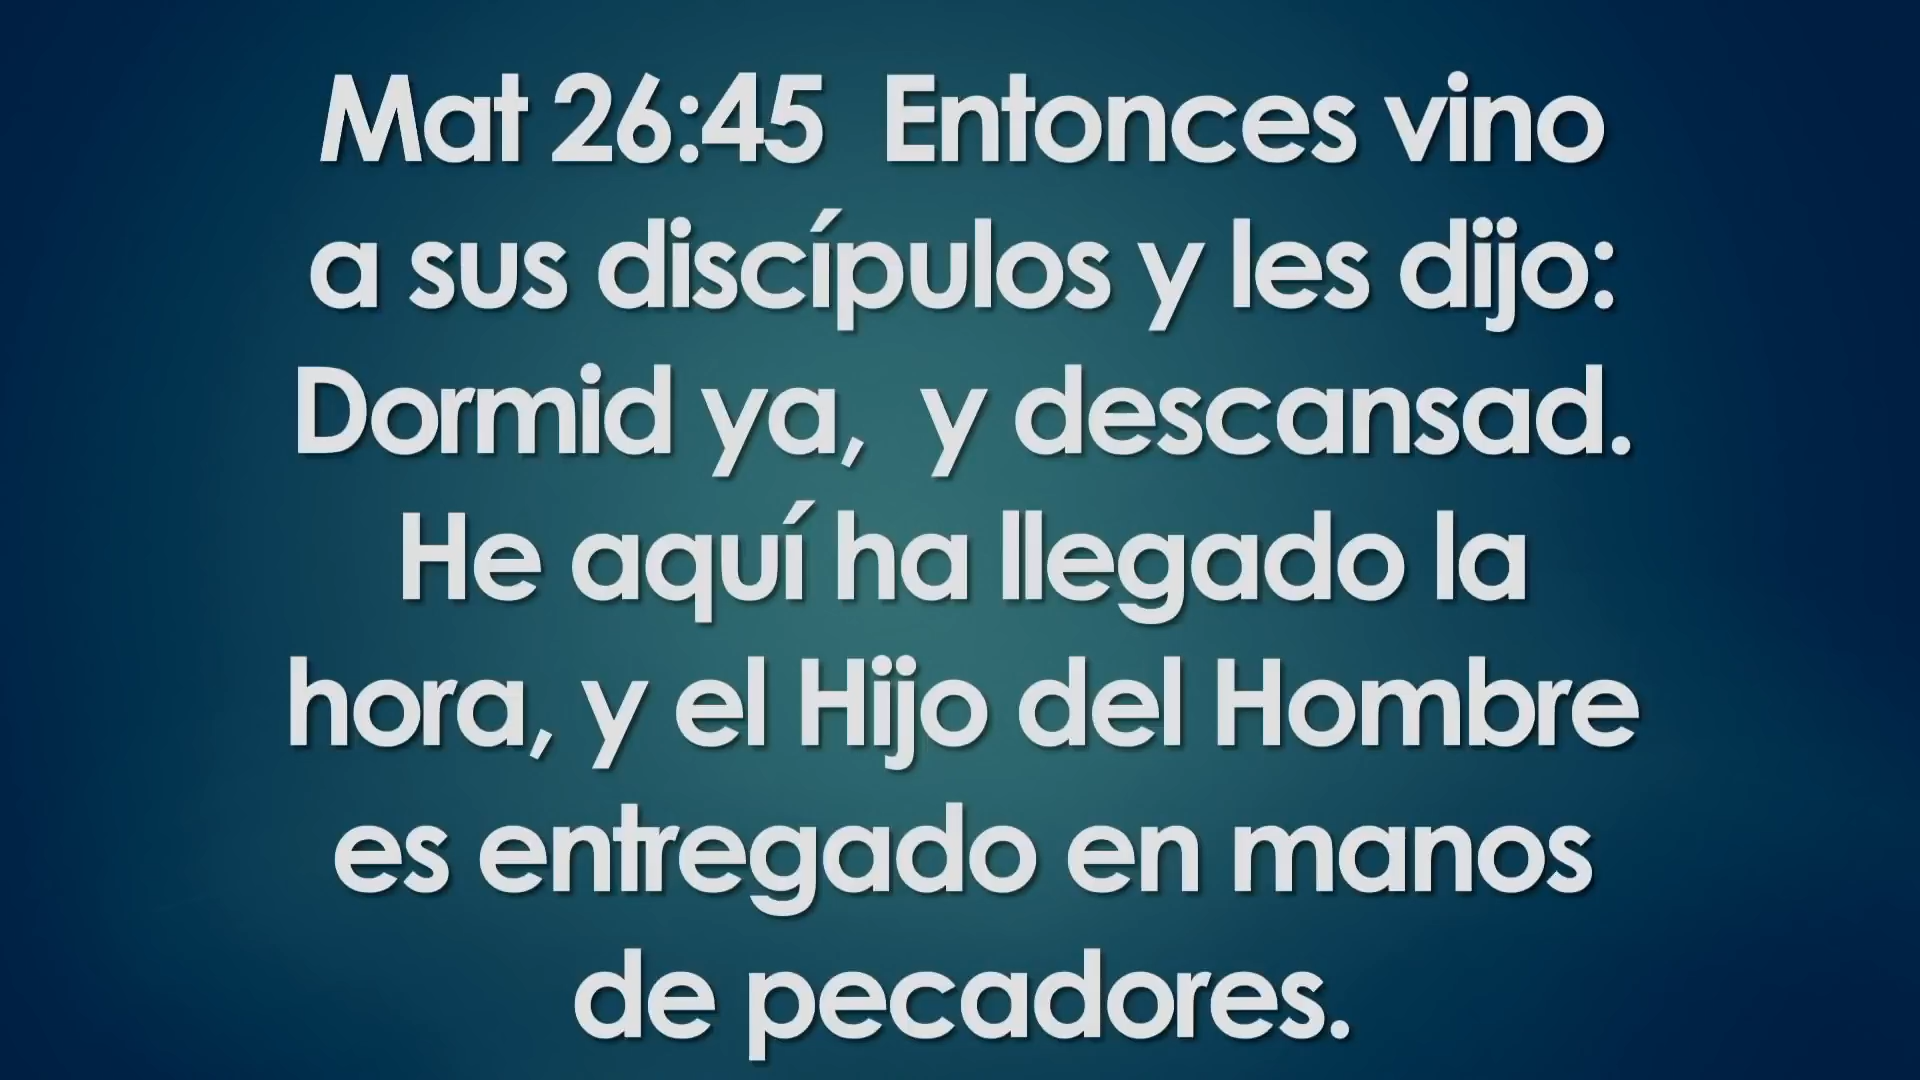 Mat 26:45  Entonces vino
a sus discípulos y les dijo:
Dormid ya,  y descansad.
He aquí ha llegado la
hora, y el Hijo del Hombre
es entregado en manos
de pecadores.